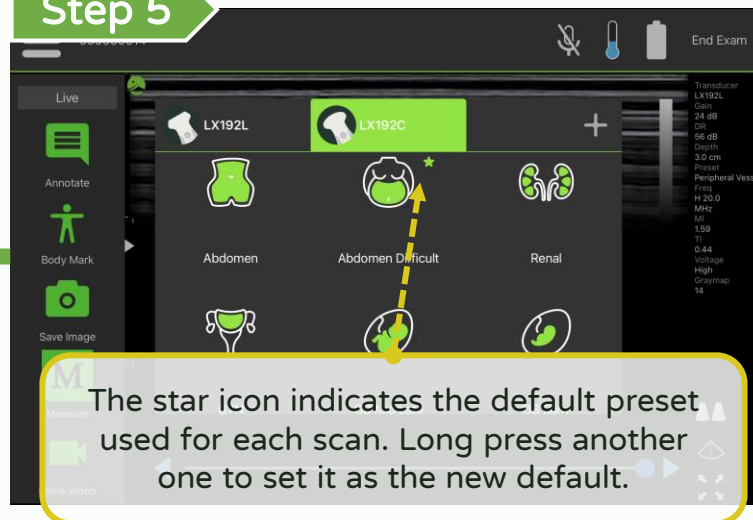 Step 5
End Exam
Live
LX192L
LX192C
+
Annotate
Body Mark
Save Image
M
Measure
Make Video
Abdomen
Abdomen Difficult
Renal
The star icon indicates the default preset
used for each scan. Long press another
one to set it as the new default.
1
2
Transducer
LX192L
Gain
24 dB
DR
56 dB
Depth
3.0 cm
Preset
Peripheral Vess
Freq
H 20.0
MHz
MI
1.59
TI
0.44
Voltage
High
Graymap
14